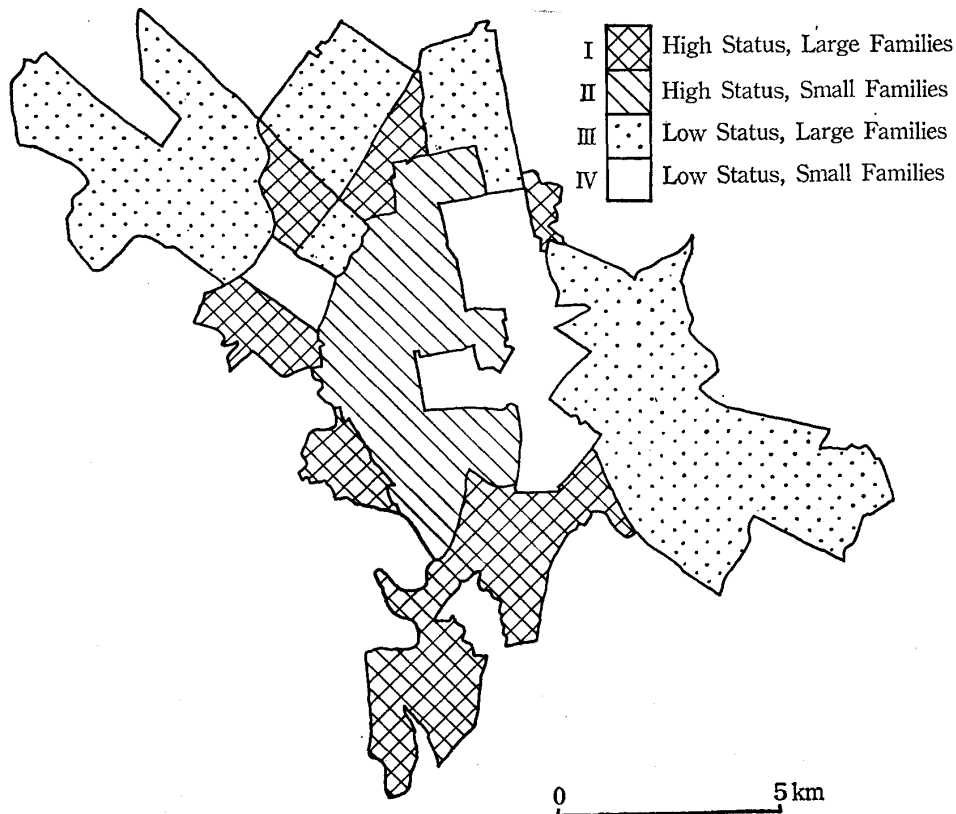 I High Status, Large Families
II High Status, Small Families
III Low Status, Large Families
IV Low Status, Small Families
0 5 km